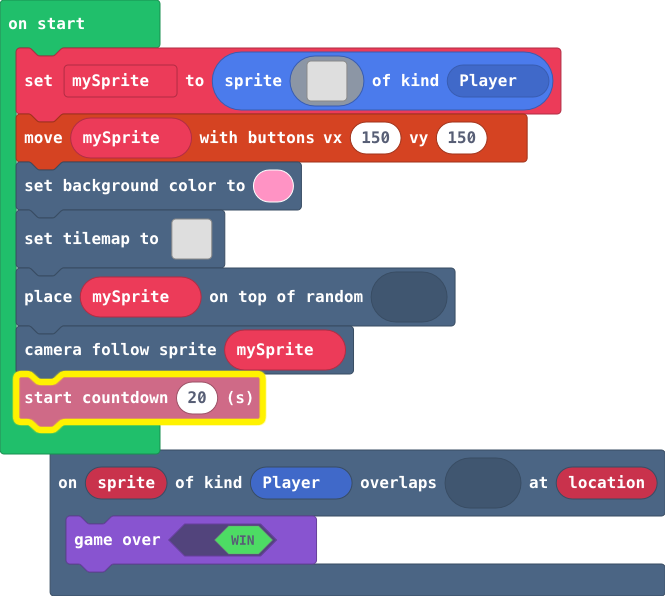 on start
set mySprite to sprite of kind Player
move mySprite with buttons vx 150 vy 150
set background color to
set tilemap to
place mySprite on top of random
camera follow sprite mySprite
start countdown 20 (s)
on sprite of kind Player overlaps at location
game over WIN